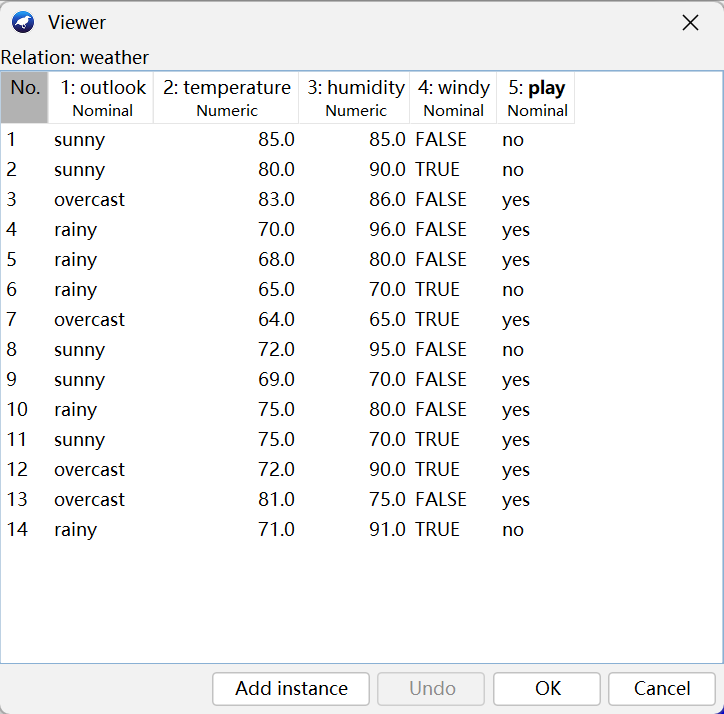 Viewer
Relation: weather
No. 1: outlook 2: temperature 3: humidity 4: windy 5: play
Nominal Numeric Numeric Nominal Nominal
1 sunny 85.0 85.0 FALSE no
2 sunny 80.0 90.0 TRUE no
3 overcast 83.0 86.0 FALSE yes
4 rainy 70.0 96.0 FALSE yes
5 rainy 68.0 80.0 FALSE yes
6 rainy 65.0 70.0 TRUE no
7 overcast 64.0 65.0 TRUE yes
8 sunny 72.0 95.0 FALSE no
9 sunny 69.0 70.0 FALSE yes
10 rainy 75.0 80.0 FALSE yes
11 sunny 75.0 70.0 TRUE yes
12 overcast 72.0 90.0 TRUE yes
13 overcast 81.0 75.0 FALSE yes
14 rainy 71.0 91.0 TRUE no
Add instance Undo OK Cancel